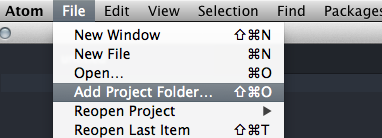 Atom File Edit View Selection Find Packages
New Window ⇧⌘N
New File ⌘N
Open... ⌘O
Add Project Folder... ⇧⌘O
Reopen Project ▶
Reopen Last Item ⇧⌘T